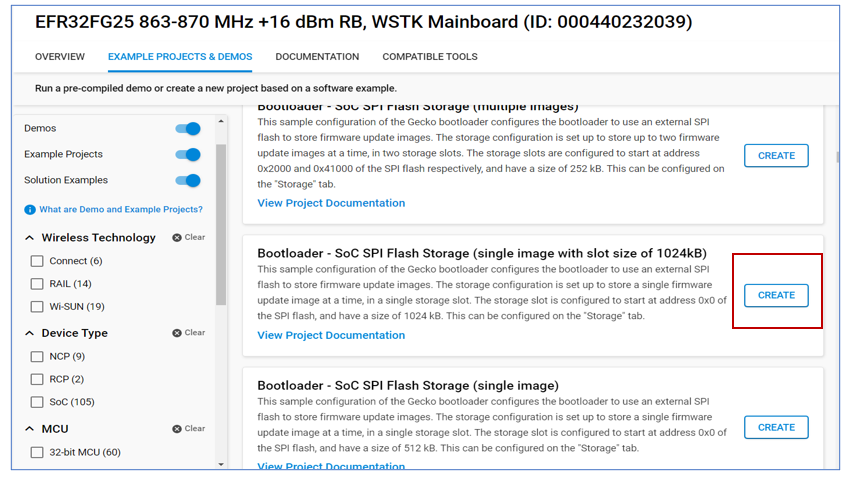 EFR32FG25 863-870 MHz +16 dBm RB, WSTK Mainboard (ID: 000440232039)
OVERVIEW
EXAMPLE PROJECTS & DEMOS
DOCUMENTATION
COMPATIBLE TOOLS
Run a pre-compiled demo or create a new project based on a software example.
Demos
Example Projects
Solution Examples
What are Demo and Example Projects?
Wireless Technology
Clear
Connect (6)
RAIL (14)
Wi-SUN (19)
Device Type
Clear
NCP (9)
RCP (2)
SoC (105)
MCU
Clear
32-bit MCU (60)
Bootloader - SoC SPI Flash Storage (multiple images)
This sample configuration of the Gecko bootloader configures the bootloader to use an external SPI
flash to store firmware update images. The storage configuration is set up to store up to two firmware
update images at a time, in two storage slots. The storage slots are configured to start at address
0x2000 and 0x41000 of the SPI flash respectively, and have a size of 252 kB. This can be configured on
the "Storage" tab.
View Project Documentation
CREATE
Bootloader - SoC SPI Flash Storage (single image with slot size of 1024kB)
This sample configuration of the Gecko bootloader configures the bootloader to use an external SPI
flash to store firmware update images. The storage configuration is set up to store a single firmware
update image at a time, in a single storage slot. The storage slot is configured to start at address 0x0 of
the SPI flash, and have a size of 1024 kB. This can be configured on the "Storage" tab.
View Project Documentation
CREATE
Bootloader - SoC SPI Flash Storage (single image)
This sample configuration of the Gecko bootloader configures the bootloader to use an external SPI
flash to store firmware update images. The storage configuration is set up to store a single firmware
update image at a time, in a single storage slot. The storage slot is configured to start at address 0x0 of
the SPI flash, and have a size of 512 kB. This can be configured on the "Storage" tab.
View Project Documentation
CREATE